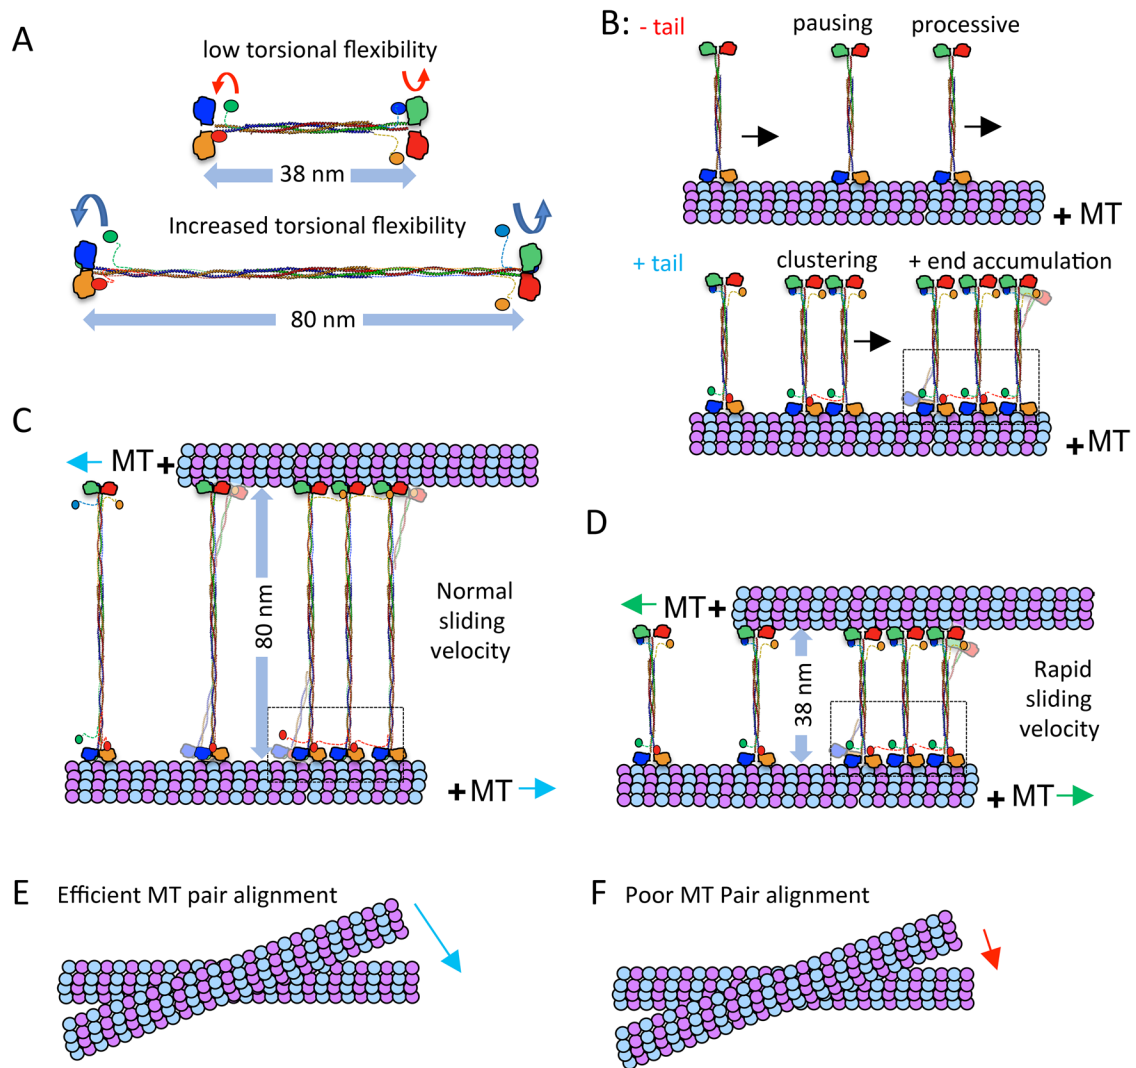 A
low torsional flexibility
38 nm
Increased torsional flexibility
80 nm
B: - tail
pausing
processive
+ MT
+ tail
clustering
+ end accumulation
+ MT
C
MT +
80 nm
Normal
sliding
velocity
+ MT
D
MT +
38 nm
Rapid
sliding
velocity
+ MT
E Efficient MT pair alignment
F Poor MT Pair alignment